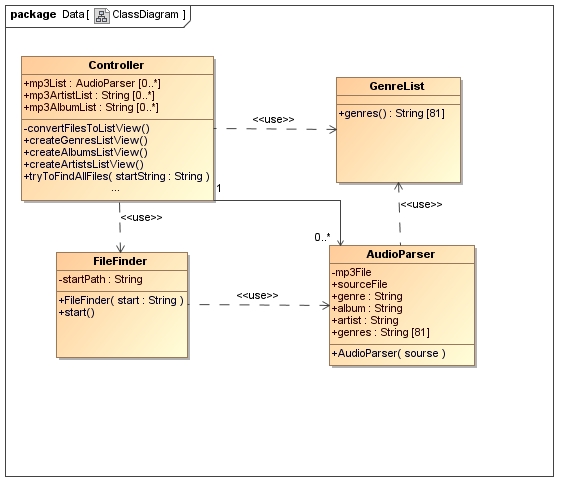 package Data [ ClassDiagram ]
Controller
+mp3List : AudioParser [0..*]
+mp3ArtistList : String [0..*]
+mp3AlbumList : String [0..*]
-convertFilesToListView()
+createGenresListView()
+createAlbumsListView()
+createArtistsListView()
+tryToFindAllFiles( startString : String )
...
<<use>>
GenreList
+genres() : String [81]
1
0..*
<<use>>
<<use>>
FileFinder
-startPath : String
+FileFinder( start : String )
+start()
<<use>>
AudioParser
-mp3File
+sourceFile
+genre : String
+album : String
+artist : String
+genres : String [81]
+AudioParser( sourse )